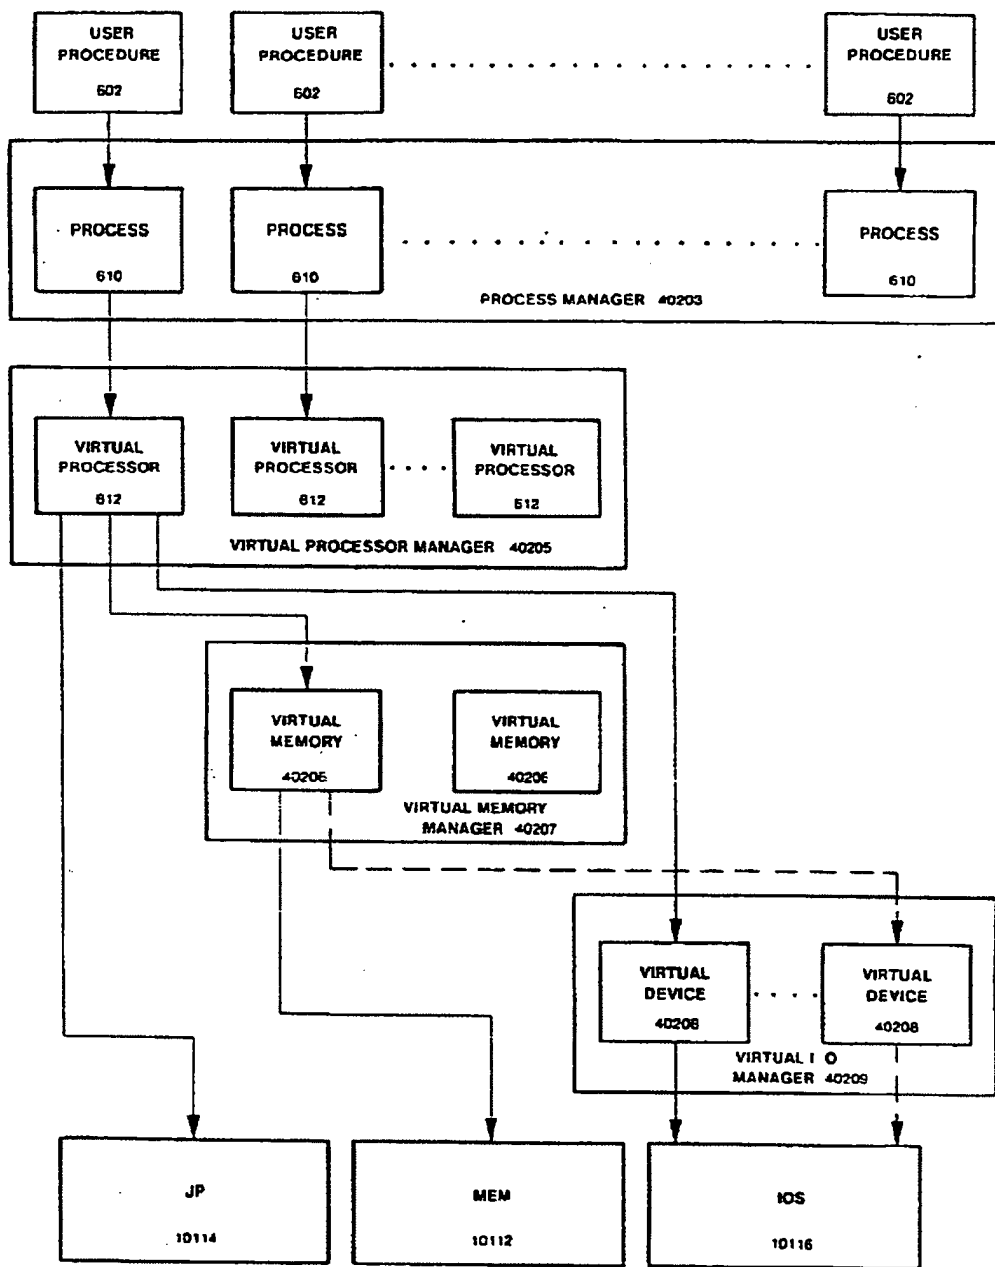 USER
PROCEDURE
602
USER
PROCEDURE
602
USER
PROCEDURE
602
PROCESS
610
PROCESS
610
PROCESS
610
PROCESS MANAGER 40203
VIRTUAL
PROCESSOR
612
VIRTUAL
PROCESSOR
612
VIRTUAL
PROCESSOR
612
VIRTUAL PROCESSOR MANAGER 40205
VIRTUAL
MEMORY
40206
VIRTUAL
MEMORY
40206
VIRTUAL MEMORY
MANAGER 40207
VIRTUAL
DEVICE
40208
VIRTUAL
DEVICE
40208
VIRTUAL I O
MANAGER 40209
JP
10114
MEM
10112
IOS
10116